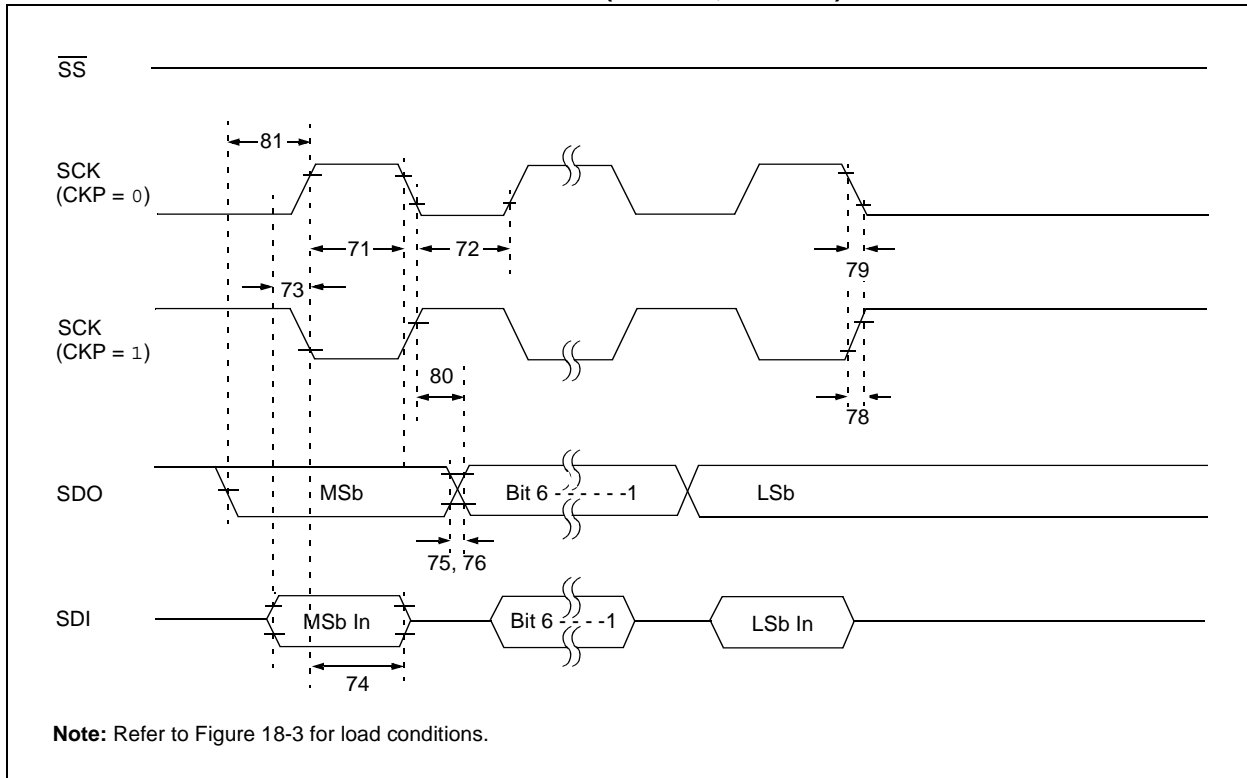 SS
81
SCK
(CKP = 0)
71
72
79
73
SCK
(CKP = 1)
80
78
SDO
MSb
Bit 6 - - - - - -1
LSb
75, 76
SDI
MSb In
Bit 6 - - - - -1
LSb In
74
Note: Refer to Figure 18-3 for load conditions.